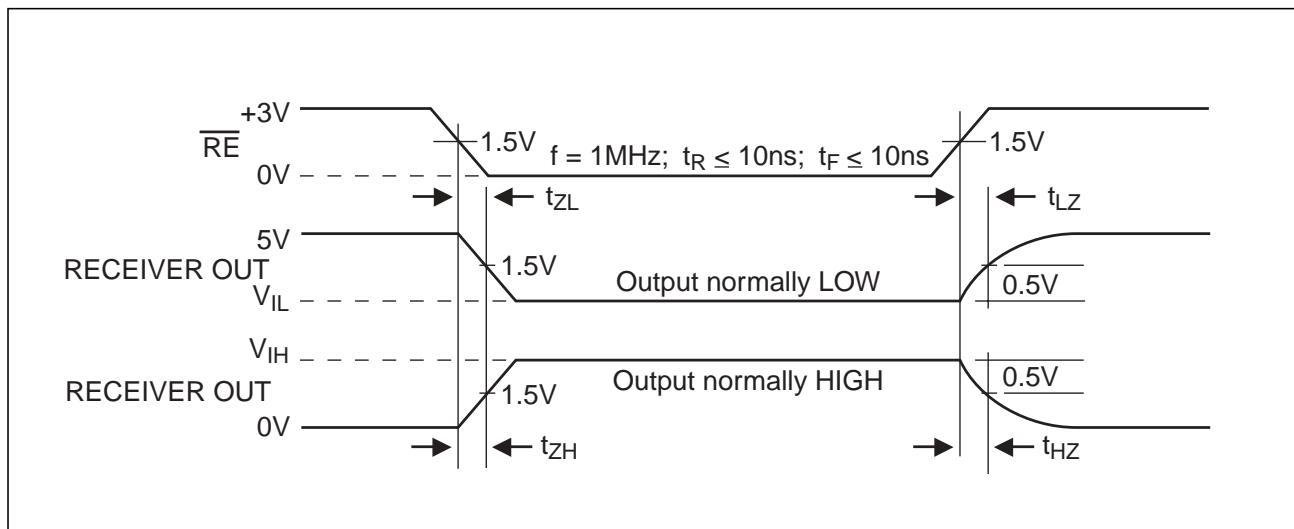 +3V
RE
1.5V
f = 1MHz; tR ≤ 10ns; tF ≤ 10ns
1.5V
0V
tZL
tLZ
5V
RECEIVER OUT
1.5V
Output normally LOW
0.5V
VIL
VIH
RECEIVER OUT
1.5V
Output normally HIGH
0.5V
0V
tZH
tHZ